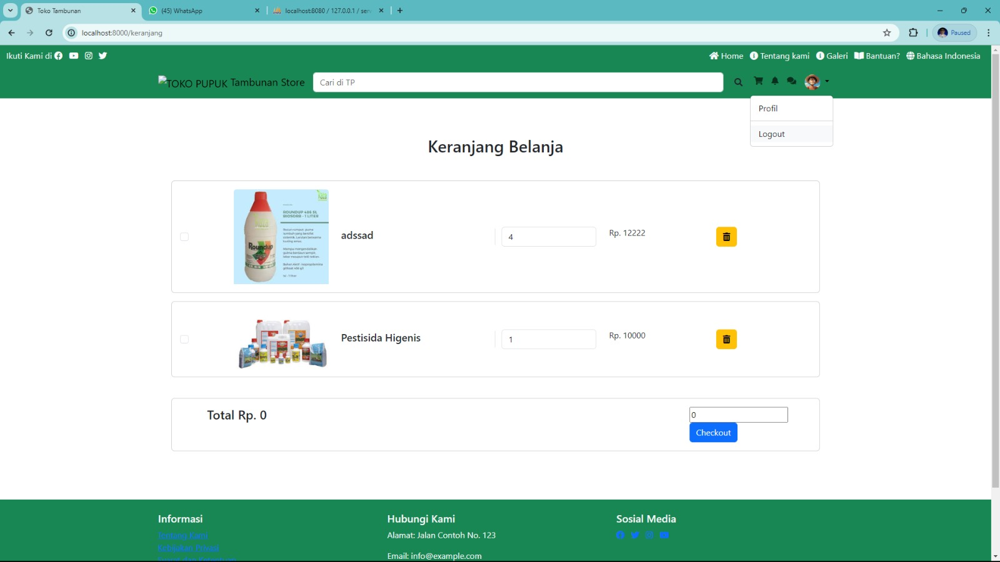 Toko Tambunan
(45) WhatsApp
localhost:8080 / 127.0.0.1 / serv
localhost:8000/keranjang
Paused
Ikuti Kami di
Home
Tentang kami
Galeri
Bantuan?
Bahasa Indonesia
TOKO PUPUK Tambunan Store
Cari di TP
Profil
Logout
Keranjang Belanja
ROUNDUP 486 SL
BIOSORB - 1 LITER
Roundup
adssad
4
Rp. 12222
Pestisida Higenis
1
Rp. 10000
Total Rp. 0
0
Checkout
Informasi
Tentang Kami
Kebijakan Privasi
Hubungi Kami
Alamat: Jalan Contoh No. 123
Email: info@example.com
Sosial Media